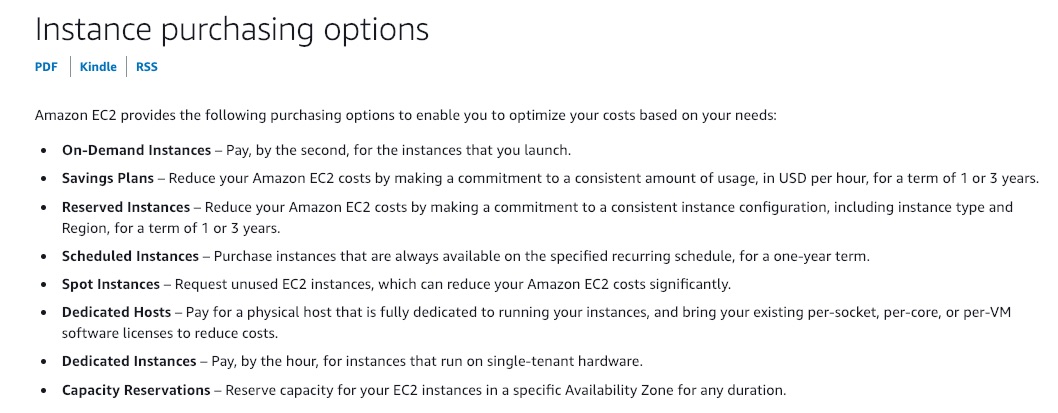 Instance purchasing options
PDF | Kindle | RSS
Amazon EC2 provides the following purchasing options to enable you to optimize your costs based on your needs:
• On-Demand Instances – Pay, by the second, for the instances that you launch.
• Savings Plans – Reduce your Amazon EC2 costs by making a commitment to a consistent amount of usage, in USD per hour, for a term of 1 or 3 years.
• Reserved Instances – Reduce your Amazon EC2 costs by making a commitment to a consistent instance configuration, including instance type and
Region, for a term of 1 or 3 years.
• Scheduled Instances – Purchase instances that are always available on the specified recurring schedule, for a one-year term.
• Spot Instances – Request unused EC2 instances, which can reduce your Amazon EC2 costs significantly.
• Dedicated Hosts – Pay for a physical host that is fully dedicated to running your instances, and bring your existing per-socket, per-core, or per-VM
software licenses to reduce costs.
• Dedicated Instances – Pay, by the hour, for instances that run on single-tenant hardware.
• Capacity Reservations – Reserve capacity for your EC2 instances in a specific Availability Zone for any duration.